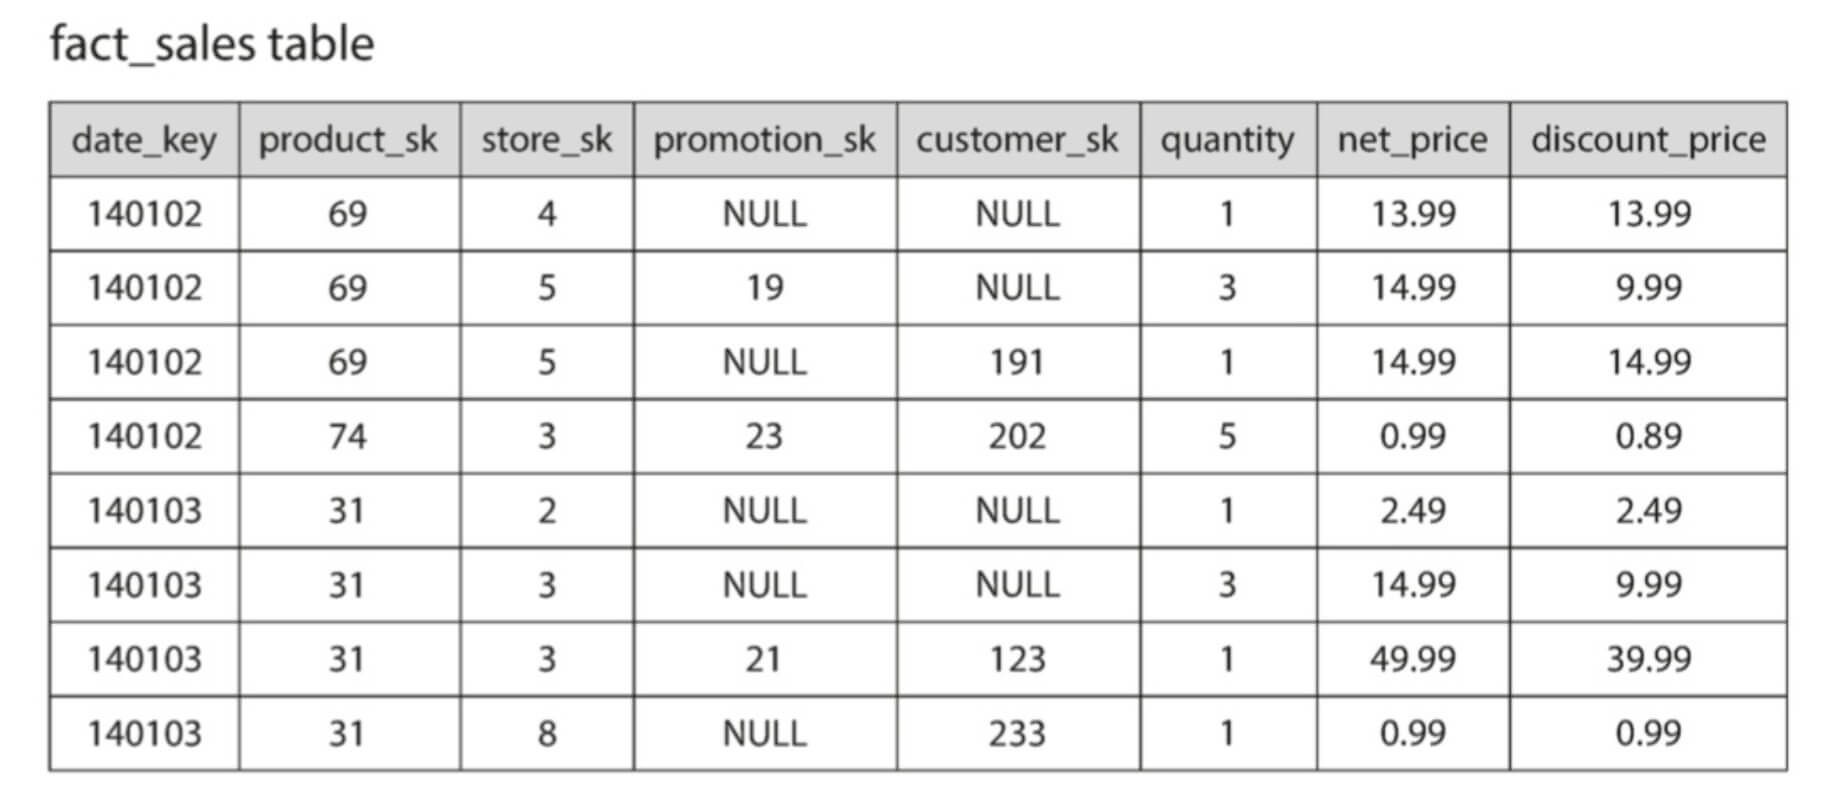 fact_sales table
date_key product_sk store_sk promotion_sk customer_sk quantity net_price discount_price
140102 69 4 NULL NULL 1 13.99 13.99
140102 69 5 19 NULL 3 14.99 9.99
140102 69 5 NULL 191 1 14.99 14.99
140102 74 3 23 202 5 0.99 0.89
140103 31 2 NULL NULL 1 2.49 2.49
140103 31 3 NULL NULL 3 14.99 9.99
140103 31 3 21 123 1 49.99 39.99
140103 31 8 NULL 233 1 0.99 0.99